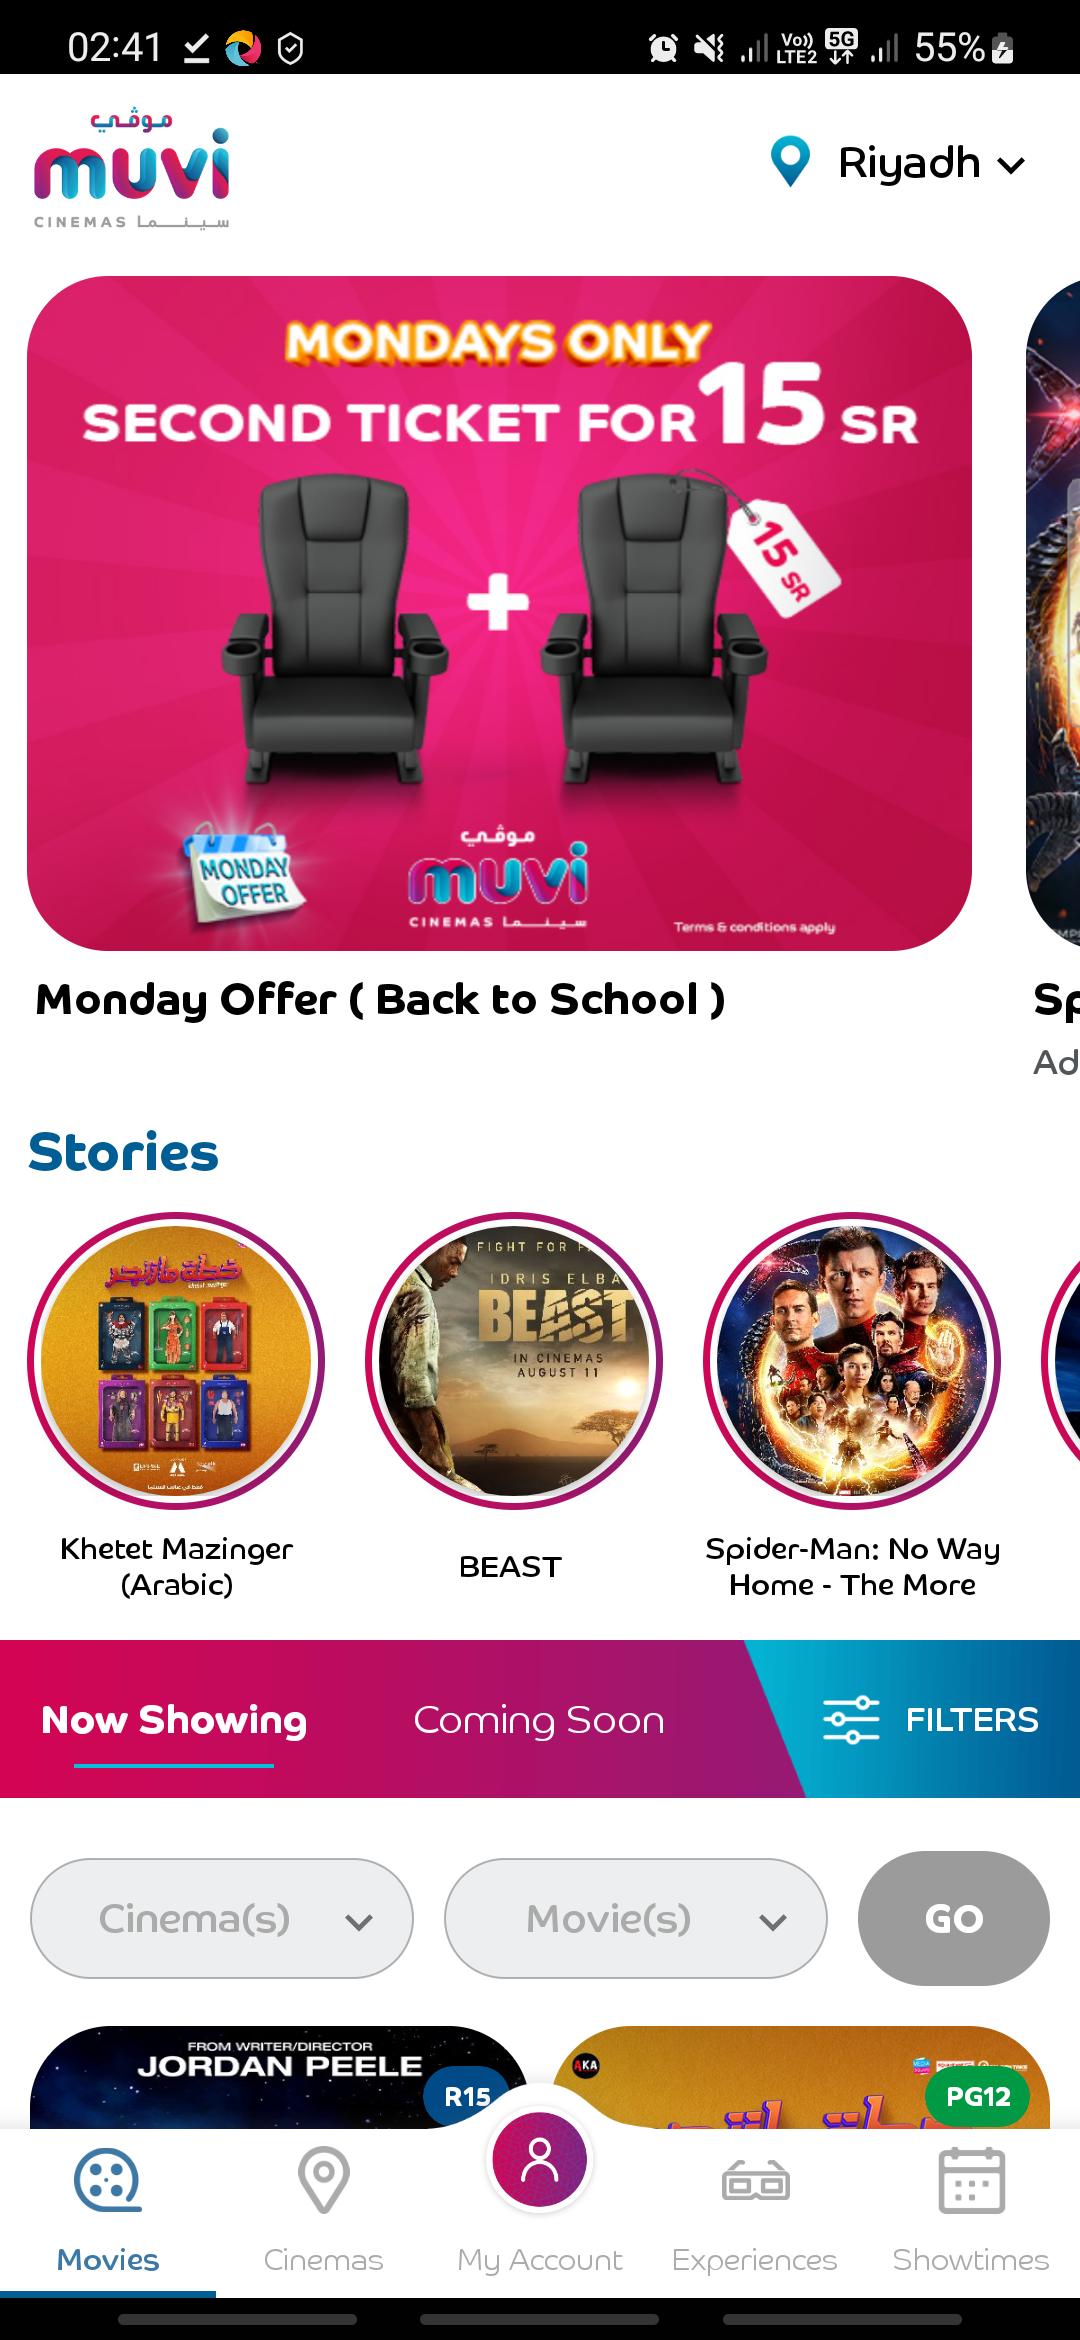 02:41
Vo)) LTE2
5G
55%
موڤي
muvi
CINEMAS سينما
Riyadh
MONDAYS ONLY
SECOND TICKET FOR 15 SR
15 SR
MONDAY
OFFER
موڤي
muvi
CINEMAS سينما
Terms & conditions apply
Monday Offer ( Back to School )
Sp
Ad
Stories
خطة مازنجر
FIGHT FOR F
IDRIS ELBA
BEAST
IN CINEMAS
AUGUST 11
Khetet Mazinger
(Arabic)
BEAST
Spider-Man: No Way
Home - The More
Now Showing
Coming Soon
FILTERS
Cinema(s)
Movie(s)
GO
FROM WRITER/DIRECTOR
JORDAN PEELE
R15
AKA
PG12
Movies
Cinemas
My Account
Experiences
Showtimes